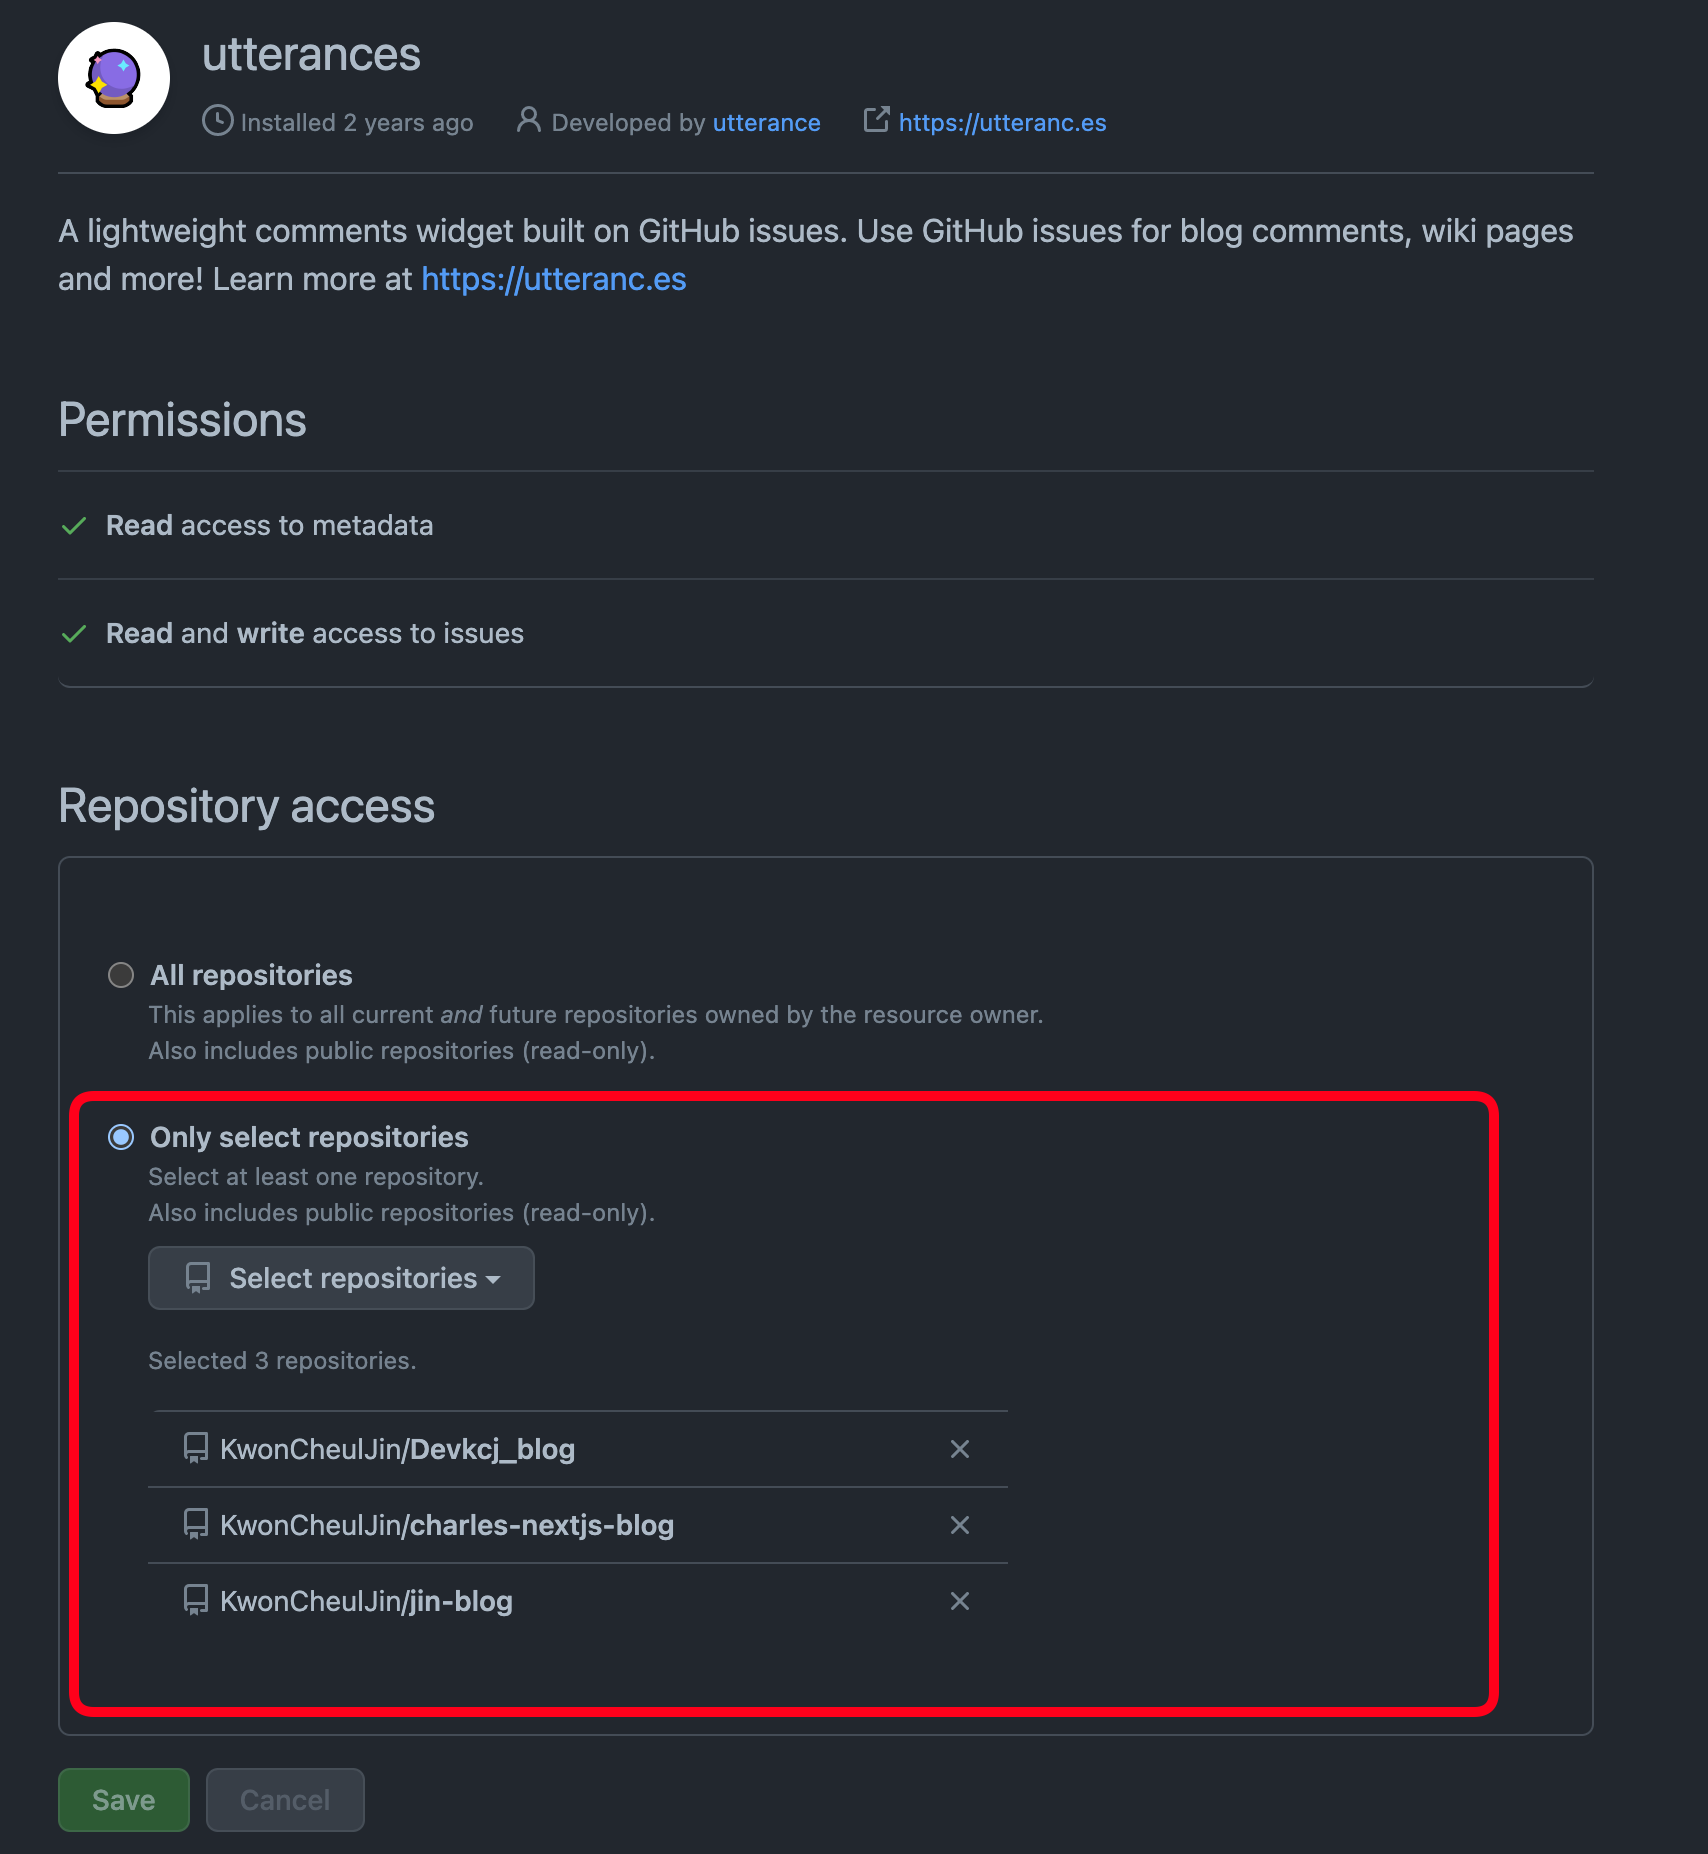 utterances
Installed 2 years ago Developed by utterance https://utteranc.es
A lightweight comments widget built on GitHub issues. Use GitHub issues for blog comments, wiki pages
and more! Learn more at https://utteranc.es
Permissions
Read access to metadata
Read and write access to issues
Repository access
All repositories
This applies to all current and future repositories owned by the resource owner.
Also includes public repositories (read-only).
Only select repositories
Select at least one repository.
Also includes public repositories (read-only).
Select repositories
Selected 3 repositories.
KwonCheulJin/Devkcj_blog
KwonCheulJin/charles-nextjs-blog
KwonCheulJin/jin-blog
Save Cancel